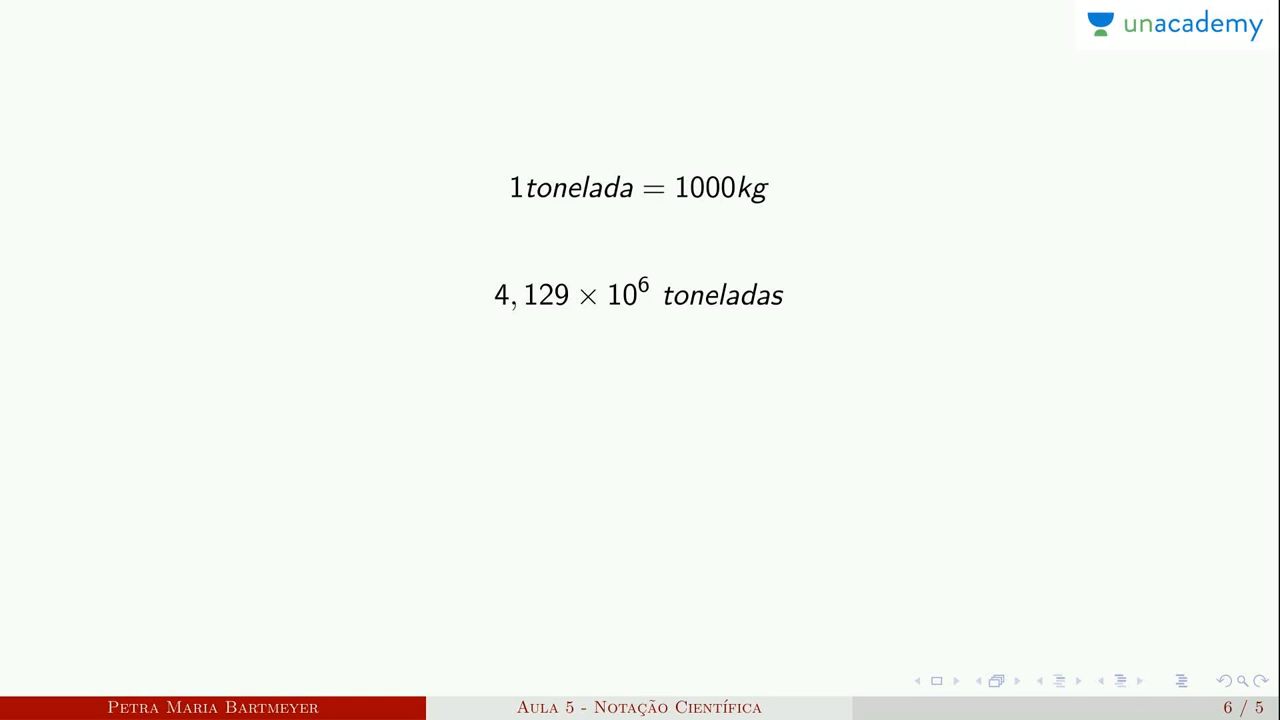 unacademy
1tonelada = 1000kg
4, 129 × 10⁶ toneladas
Petra Maria Bartmeyer
Aula 5 - Notação Científica
6 / 5